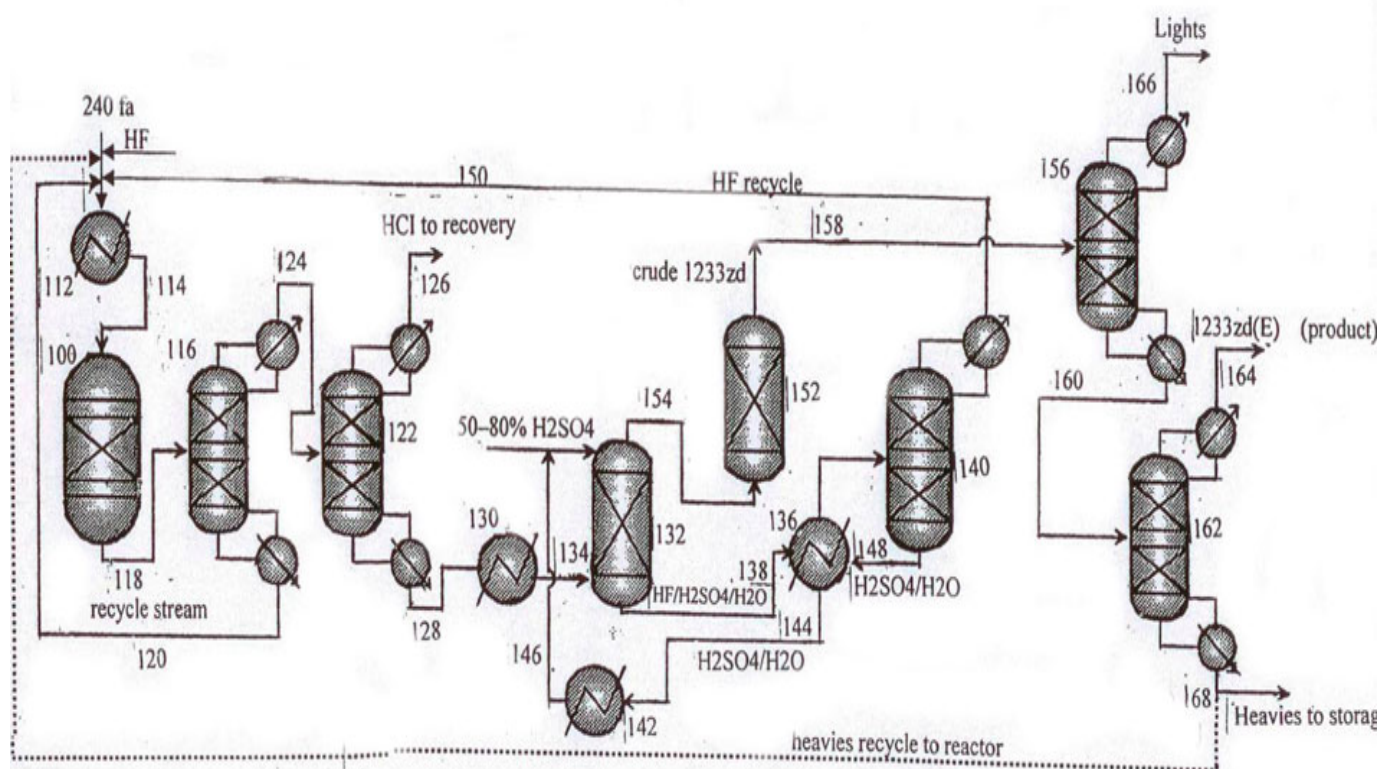 Lights
166
240 fa
HF
156
150
HF recycle
158
HCl to recovery
124
126
crude 1233zd
112
114
1233zd(E) (product)
100
116
160
164
122
154
152
50–80% H2SO4
140
130
136
162
134
132
148
138
118
HF/H2SO4/H2O
H2SO4/H2O
recycle stream
128
144
120
146
H2SO4/H2O
168
142
Heavies to storag
heavies recycle to reactor